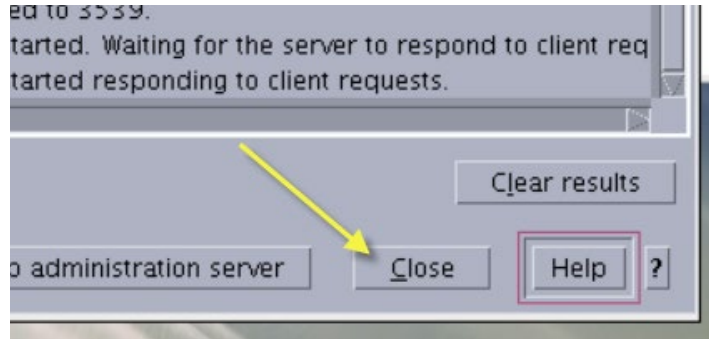 ed to 3539.
tarted. Waiting for the server to respond to client req
tarted responding to client requests.
Clear results
o administration server
Close
Help
?